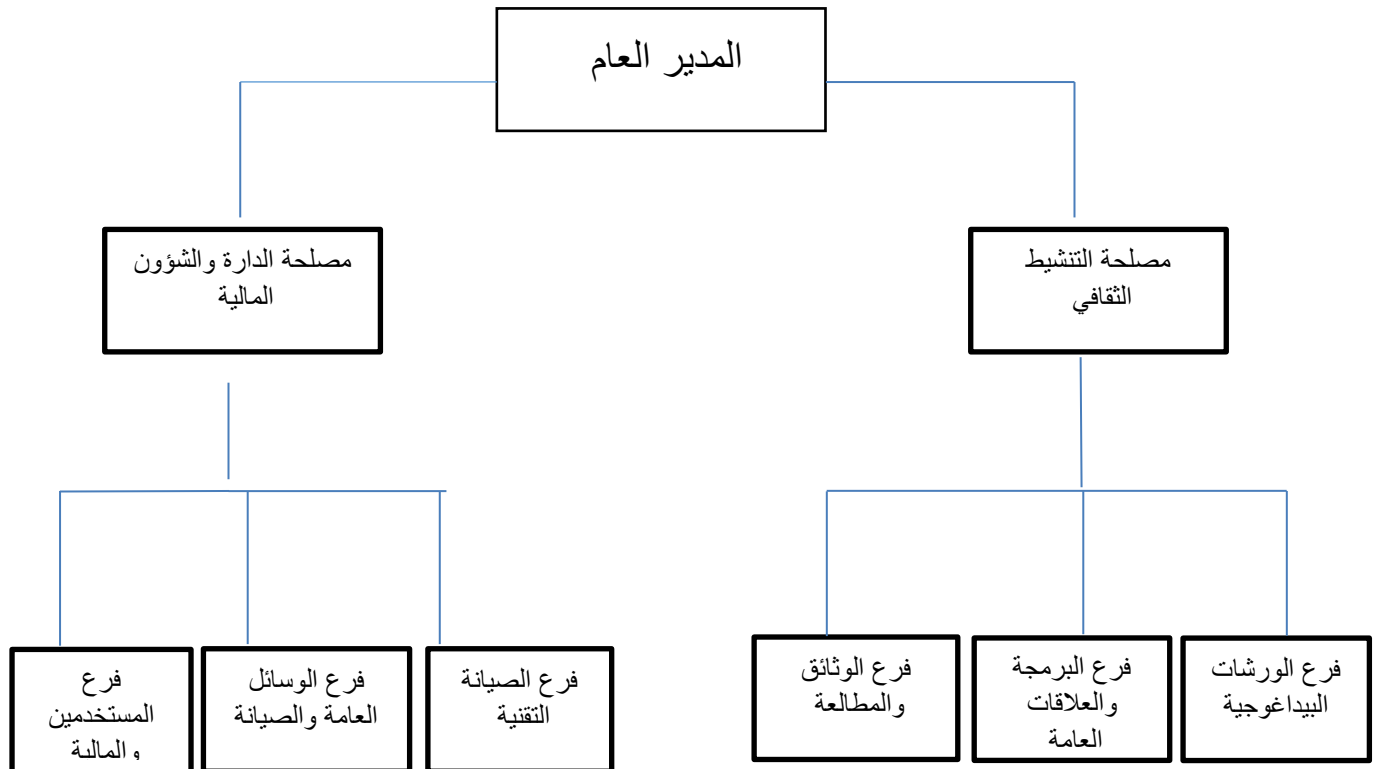 المدير العام
مصلحة التنشيط
الثقافي
مصلحة الدارة والشؤون
المالية
فرع الورشات
البيداغوجية
فرع البرمجة
والعلاقات
العامة
فرع الوثائق
والمطالعة
فرع الصيانة
التقنية
فرع الوسائل
العامة والصيانة
فرع
المستخدمين
والمالية